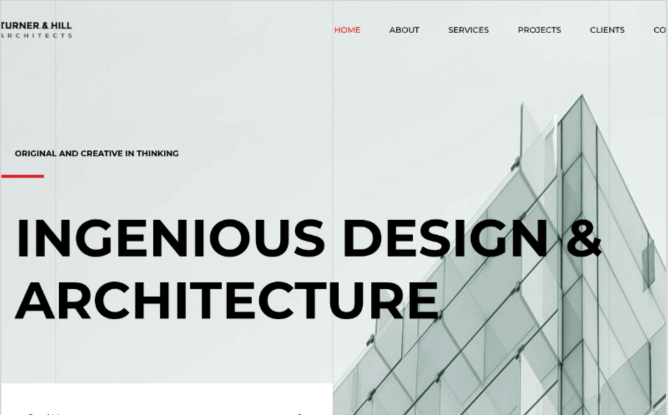 TURNER & HILL
ARCHITECTS
HOME ABOUT SERVICES PROJECTS CLIENTS CO
ORIGINAL AND CREATIVE IN THINKING
INGENIOUS DESIGN &
ARCHITECTURE